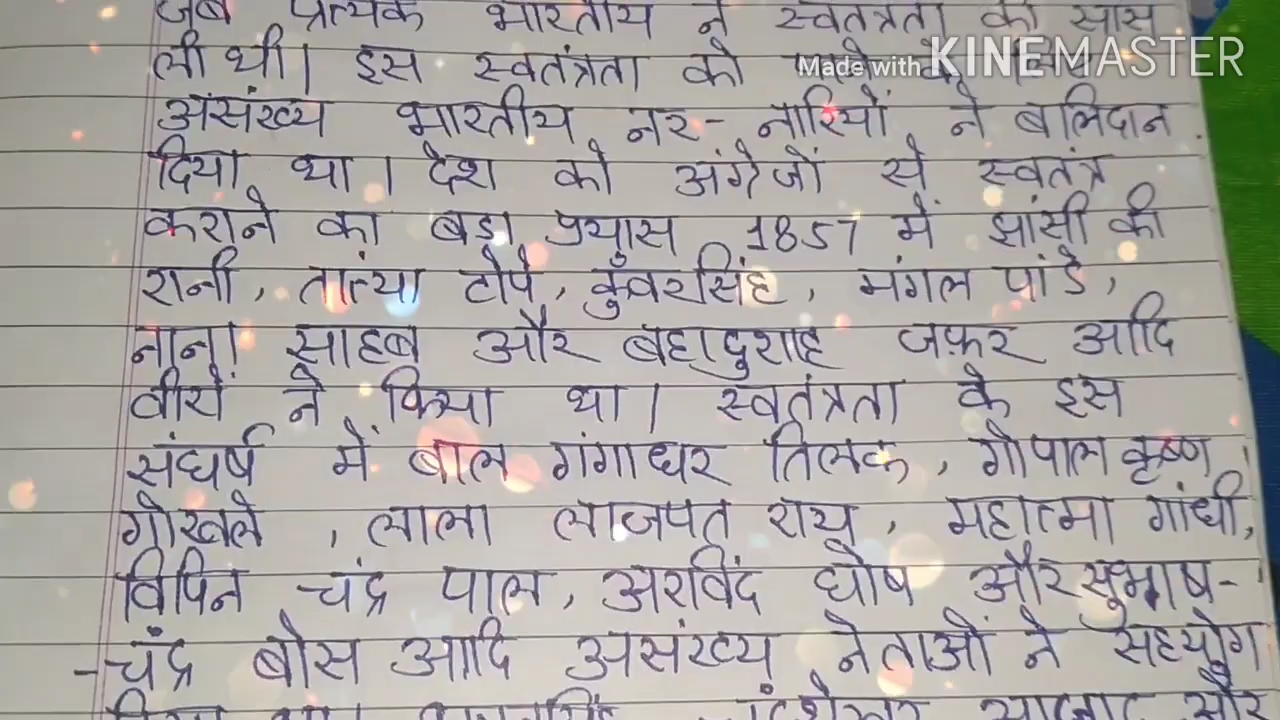 जब प्रत्येक भारतीय ने स्वतंत्रता की सांस
ली थी। इस स्वतंत्रता को
Made with KINEMASTER
असंख्य भारतीय नर-नारियों ने बलिदान
दिया था। देश को अंग्रेजों से स्वतंत्र
कराने का बड़ा प्रयास 1857 में झांसी की
रानी, तात्या टोपे, कुंवरसिंह, मंगल पांडे,
नाना साहब और बहादुशाह जफ़र आदि
वीरों ने किया था। स्वतंत्रता के इस
संघर्ष में बाल गंगाधर तिलक, गोपाल कृष्ण
गोखले, लाला लाजपत राय, महात्मा गांधी,
विपिन चंद्र पाल, अरविंद घोष और सुभाष-
-चंद्र बोस आदि असंख्य नेताओं ने सहयोग